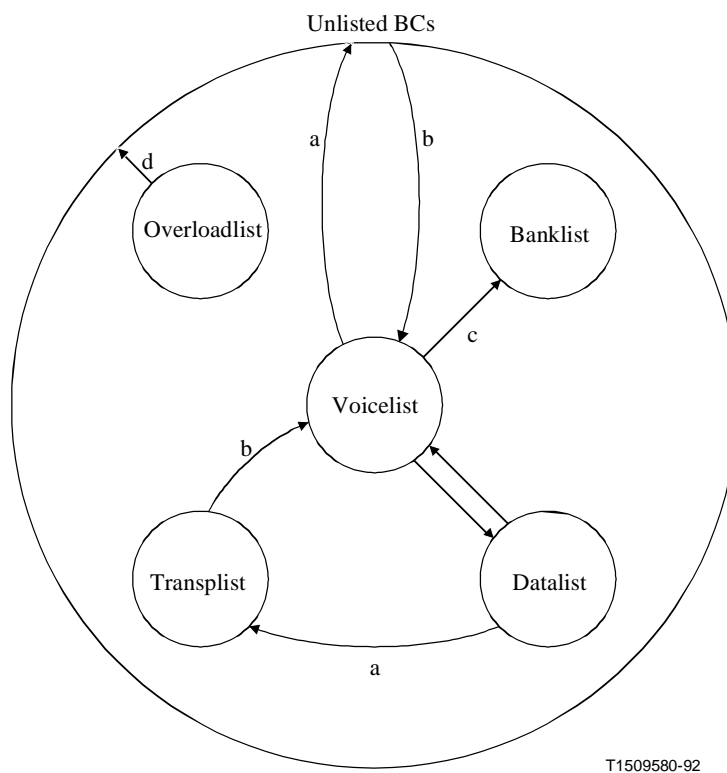 Unlisted BCs
a
b
d
Overloadlist
Banklist
c
Voicelist
b
Transplist
Datalist
a
T1509580-92